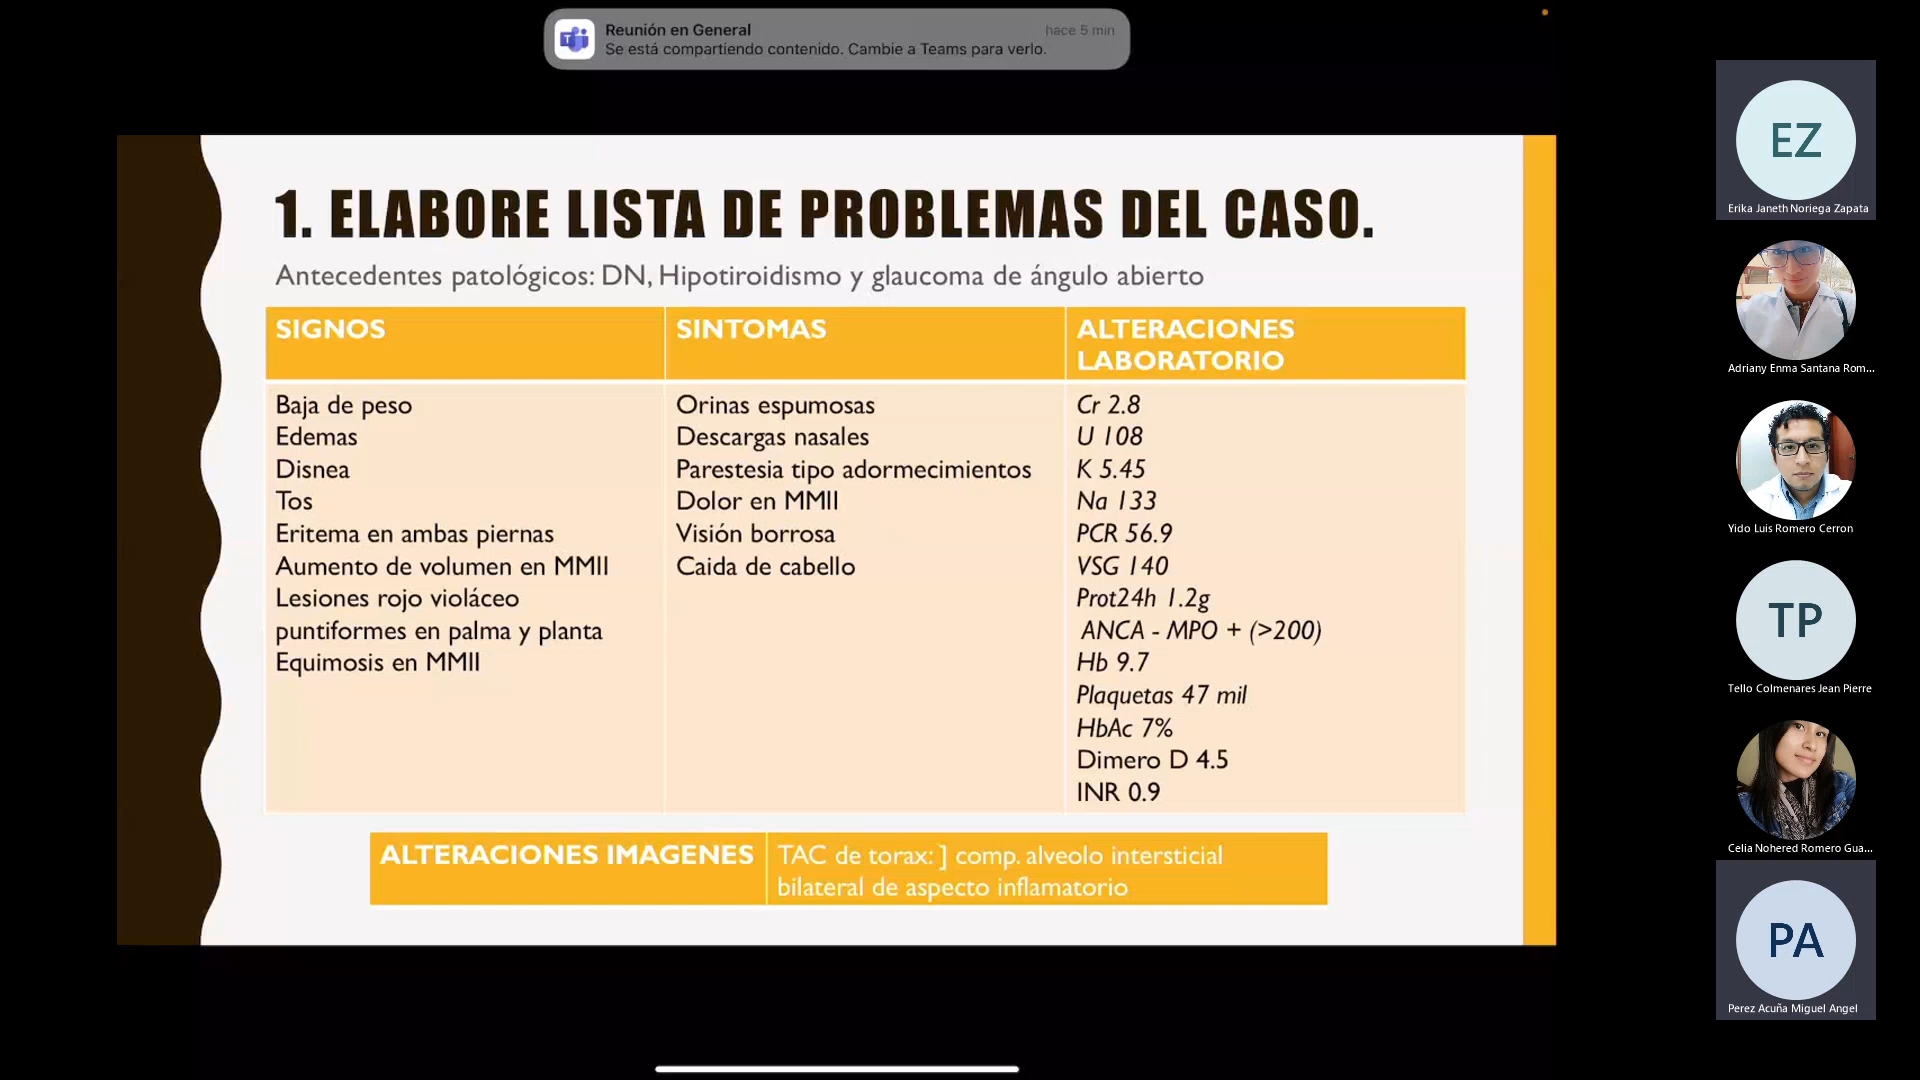 Reunión en General
hace 5 min
Se está compartiendo contenido. Cambie a Teams para verlo.
1. ELABORE LISTA DE PROBLEMAS DEL CASO.
Antecedentes patológicos: DN, Hipotiroidismo y glaucoma de ángulo abierto
SIGNOS
Baja de peso
Edemas
Disnea
Tos
Eritema en ambas piernas
Aumento de volumen en MMII
Lesiones rojo violáceo
puntiformes en palma y planta
Equimosis en MMII
SINTOMAS
Orinas espumosas
Descargas nasales
Parestesia tipo adormecimientos
Dolor en MMII
Visión borrosa
Caida de cabello
ALTERACIONES
LABORATORIO
Cr 2.8
U 108
K 5.45
Na 133
PCR 56.9
VSG 140
Prot24h 1.2g
ANCA - MPO + (>200)
Hb 9.7
Plaquetas 47 mil
HbAc 7%
Dimero D 4.5
INR 0.9
ALTERACIONES IMAGENES
TAC de torax: ] comp. alveolo intersticial
bilateral de aspecto inflamatorio
EZ
Erika Janeth Noriega Zapata
Adriany Enma Santana Rom...
Yido Luis Romero Cerron
TP
Tello Colmenares Jean Pierre
Celia Nohered Romero Gua...
PA
Perez Acuña Miguel Angel